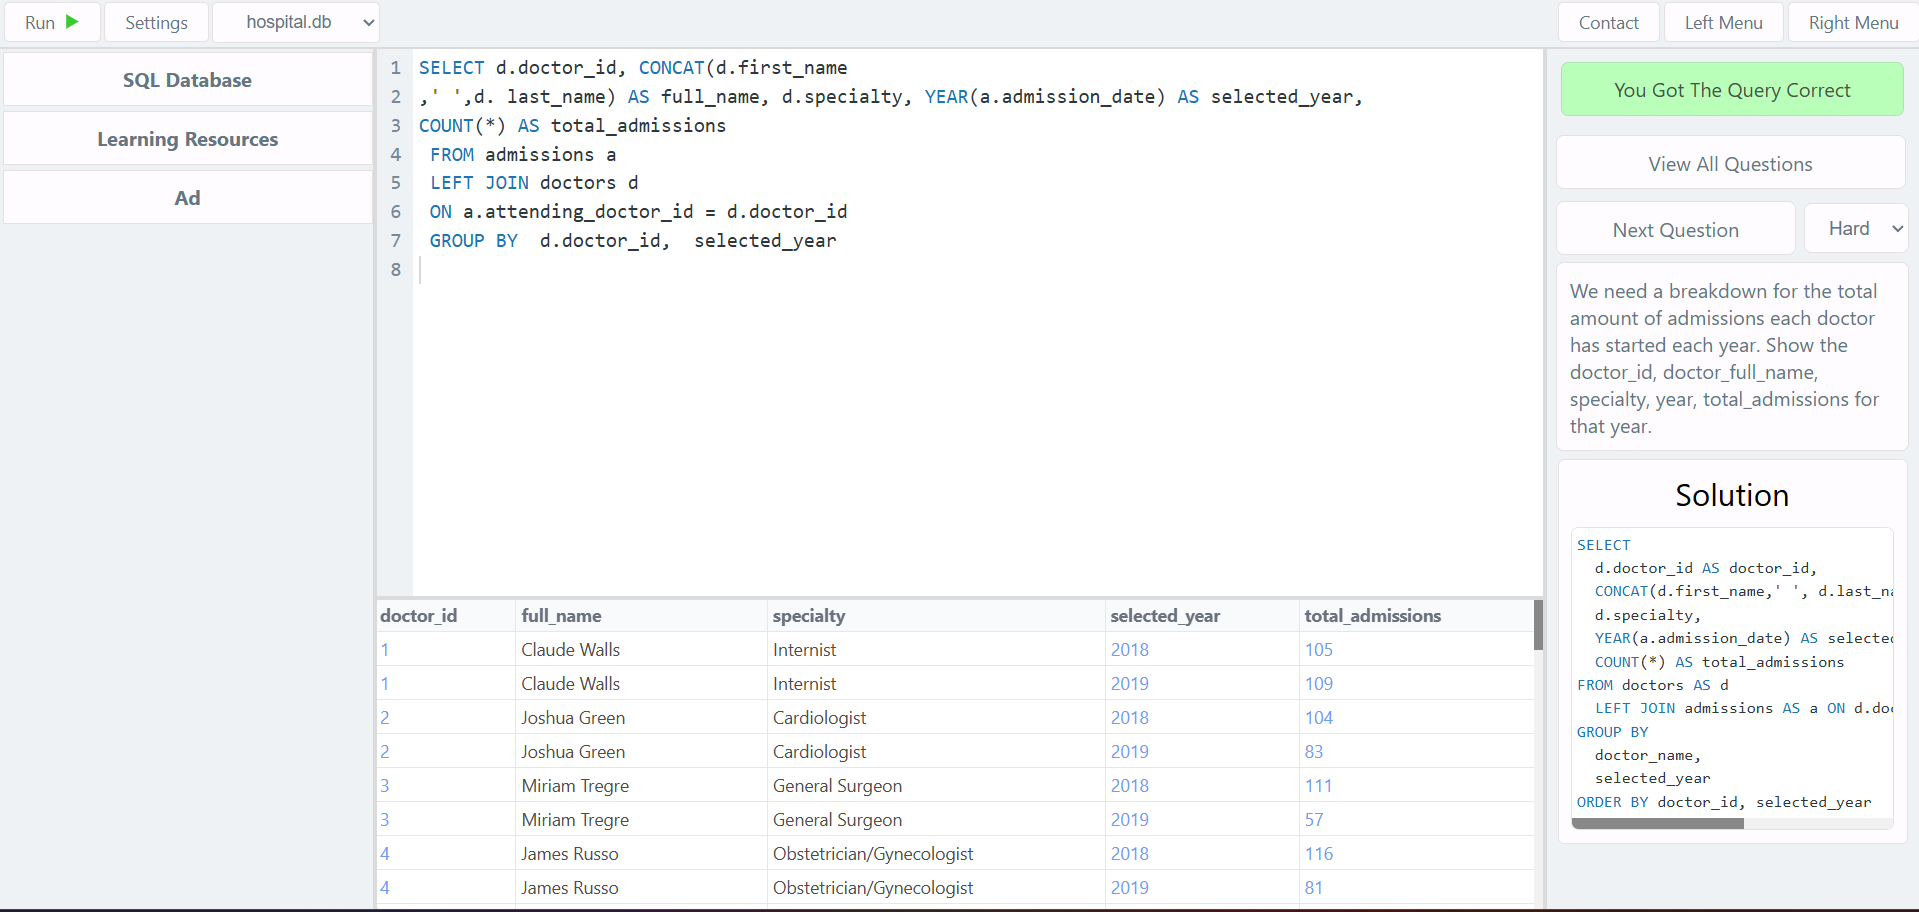 Run
Settings
hospital.db
Contact
Left Menu
Right Menu
SQL Database
Learning Resources
Ad
1 SELECT d.doctor_id, CONCAT(d.first_name
2 ,' ',d. last_name) AS full_name, d.specialty, YEAR(a.admission_date) AS selected_year,
3 COUNT(*) AS total_admissions
4 FROM admissions a
5 LEFT JOIN doctors d
6 ON a.attending_doctor_id = d.doctor_id
7 GROUP BY  d.doctor_id,  selected_year
8
doctor_id full_name specialty selected_year total_admissions
1 Claude Walls Internist 2018 105
1 Claude Walls Internist 2019 109
2 Joshua Green Cardiologist 2018 104
2 Joshua Green Cardiologist 2019 83
3 Miriam Tregre General Surgeon 2018 111
3 Miriam Tregre General Surgeon 2019 57
4 James Russo Obstetrician/Gynecologist 2018 116
4 James Russo Obstetrician/Gynecologist 2019 81
You Got The Query Correct
View All Questions
Next Question
Hard
We need a breakdown for the total
amount of admissions each doctor
has started each year. Show the
doctor_id, doctor_full_name,
specialty, year, total_admissions for
that year.
Solution
SELECT
d.doctor_id AS doctor_id,
CONCAT(d.first_name,' ', d.last_na
d.specialty,
YEAR(a.admission_date) AS selected
COUNT(*) AS total_admissions
FROM doctors AS d
LEFT JOIN admissions AS a ON d.doc
GROUP BY
doctor_name,
selected_year
ORDER BY doctor_id, selected_year